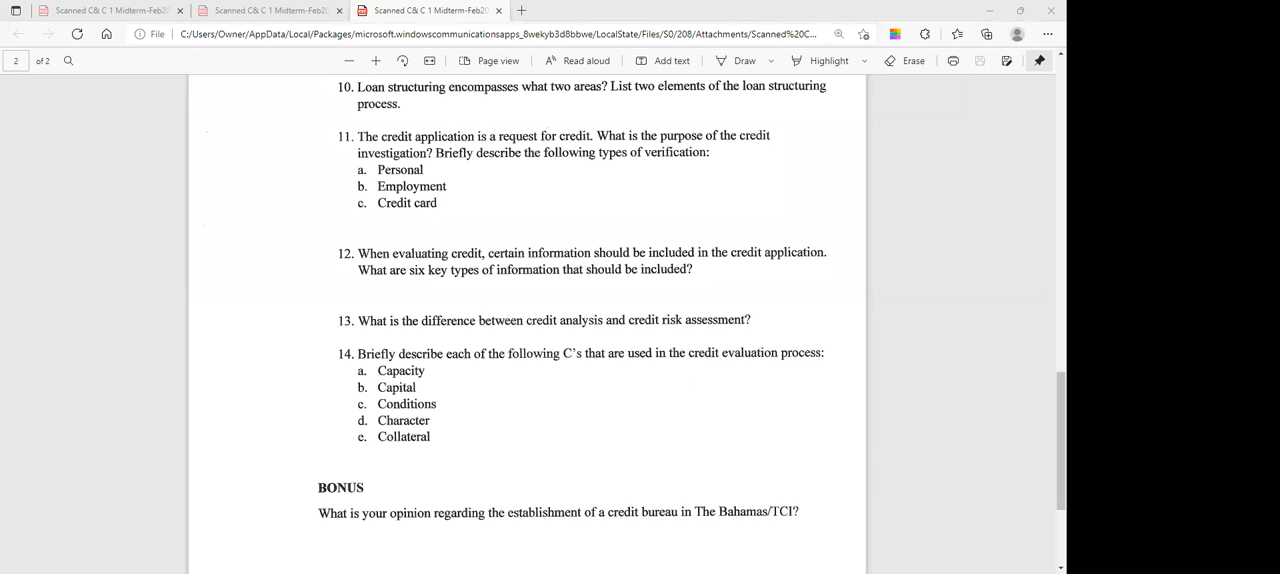 Scanned C& C 1 Midterm-Feb20
Scanned C& C 1 Midterm-Feb20
Scanned C& C 1 Midterm-Feb20
File C:/Users/Owner/AppData/Local/Packages/microsoft.windowscommunicationsapps_8wekyb3d8bbwe/LocalState/Files/S0/208/Attachments/Scanned%20C...
2 of 2 Page view Read aloud Add text Draw Highlight Erase
10. Loan structuring encompasses what two areas? List two elements of the loan structuring
process.
11. The credit application is a request for credit. What is the purpose of the credit
investigation? Briefly describe the following types of verification:
a. Personal
b. Employment
c. Credit card
12. When evaluating credit, certain information should be included in the credit application.
What are six key types of information that should be included?
13. What is the difference between credit analysis and credit risk assessment?
14. Briefly describe each of the following C's that are used in the credit evaluation process:
a. Capacity
b. Capital
c. Conditions
d. Character
e. Collateral
BONUS
What is your opinion regarding the establishment of a credit bureau in The Bahamas/TCI?